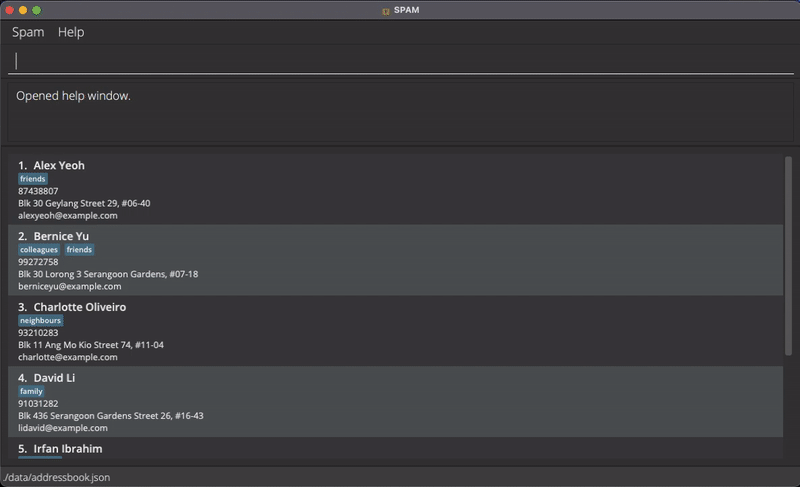 SPAM
Spam Help
Opened help window.
1. Alex Yeoh
friends
87438807
Blk 30 Geylang Street 29, #06-40
alexyeoh@example.com
2. Bernice Yu
colleagues friends
99272758
Blk 30 Lorong 3 Serangoon Gardens, #07-18
berniceyu@example.com
3. Charlotte Oliveiro
neighbours
93210283
Blk 11 Ang Mo Kio Street 74, #11-04
charlotte@example.com
4. David Li
family
91031282
Blk 436 Serangoon Gardens Street 26, #16-43
lidavid@example.com
5. Irfan Ibrahim
./data/addressbook.json